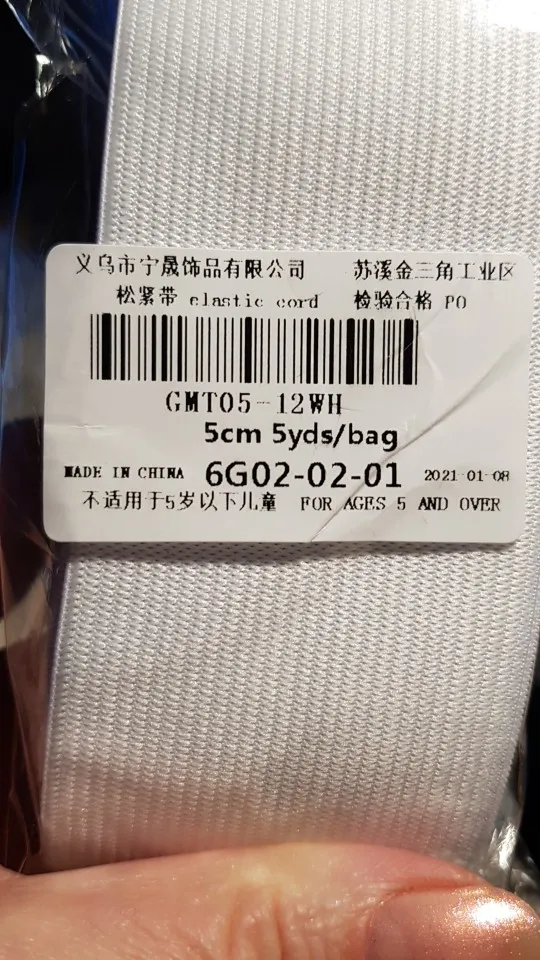 义乌市宁晟饰品有限公司 苏溪金三角工业区
松紧带 elastic cord 检验合格 PO
GMT05-12WH
5cm 5yds/bag
MADE IN CHINA 6G02-02-01 2021-01-08
不适用于5岁以下儿童 FOR AGES 5 AND OVER